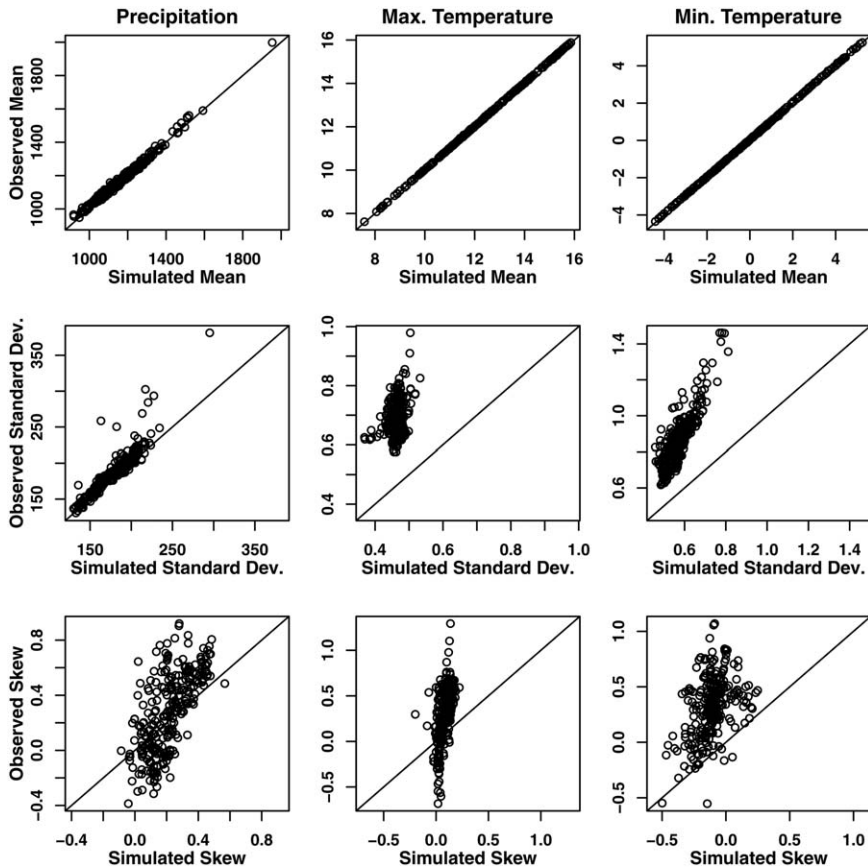 Precipitation Max. Temperature Min. Temperature
Observed Mean
1000 1400 1800
8 10 12 14 16
−4 −2 0 2 4
1000 1400 1800
8 10 12 14 16
−4 −2 0 2 4
Simulated Mean Simulated Mean Simulated Mean
Observed Standard Dev.
150 250 350
0.4 0.6 0.8 1.0
0.6 1.0 1.4
150 250 350
0.4 0.6 0.8 1.0
0.6 0.8 1.0 1.2 1.4
Simulated Standard Dev. Simulated Standard Dev. Simulated Standard Dev.
Observed Skew
−0.4 0.0 0.4 0.8
−0.5 0.0 0.5 1.0
−0.5 0.0 0.5 1.0
−0.4 0.0 0.4 0.8
−0.5 0.0 0.5 1.0
−0.5 0.0 0.5 1.0
Simulated Skew Simulated Skew Simulated Skew